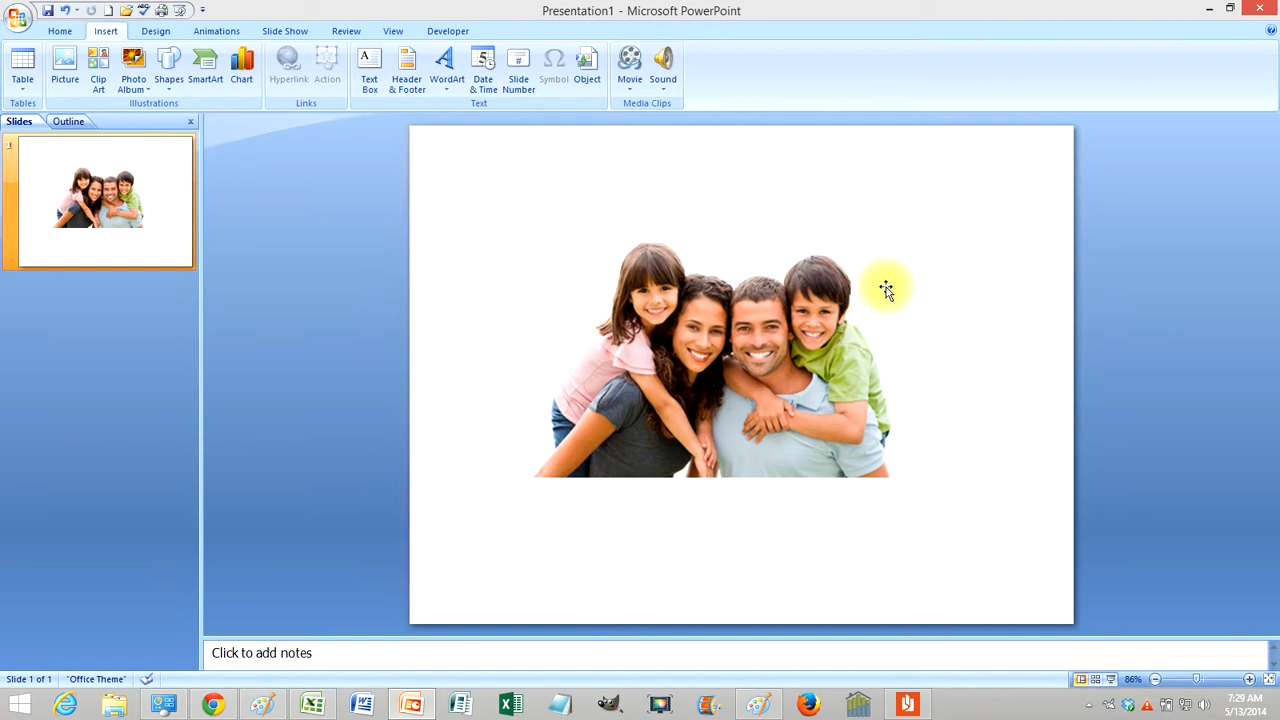 Presentation1 - Microsoft PowerPoint
Home Insert Design Animations Slide Show Review View Developer
Table Picture Clip Art Photo Album Shapes SmartArt Chart Hyperlink Action Text Box Header & Footer WordArt Date & Time Slide Number Symbol Object Movie Sound
Tables Illustrations Links Text Media Clips
Slides Outline
1
Click to add notes
Slide 1 of 1 "Office Theme" 86%
7:29 AM
5/13/2014